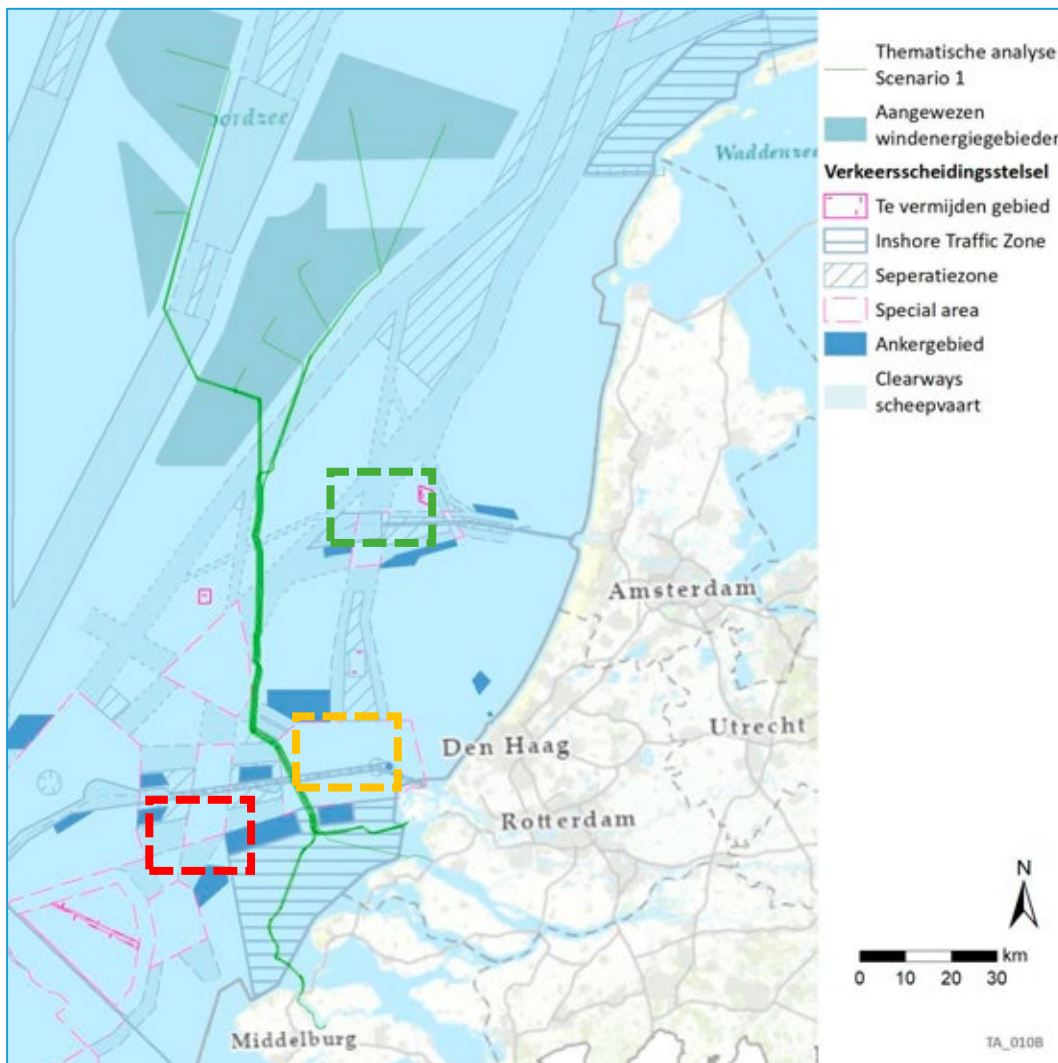 Thematische analyse
Scenario 1
Aangewezen
windenergiegebieden
Verkeersscheidingsstelsel
Te vermijden gebied
Inshore Traffic Zone
Seperatiezone
Special area
Ankergebied
Clearways
scheepvaart
ordzee
Waddenzee
Amsterdam
Utrecht
Den Haag
Rotterdam
Middelburg
N
km
0 10 20 30
TA_010B